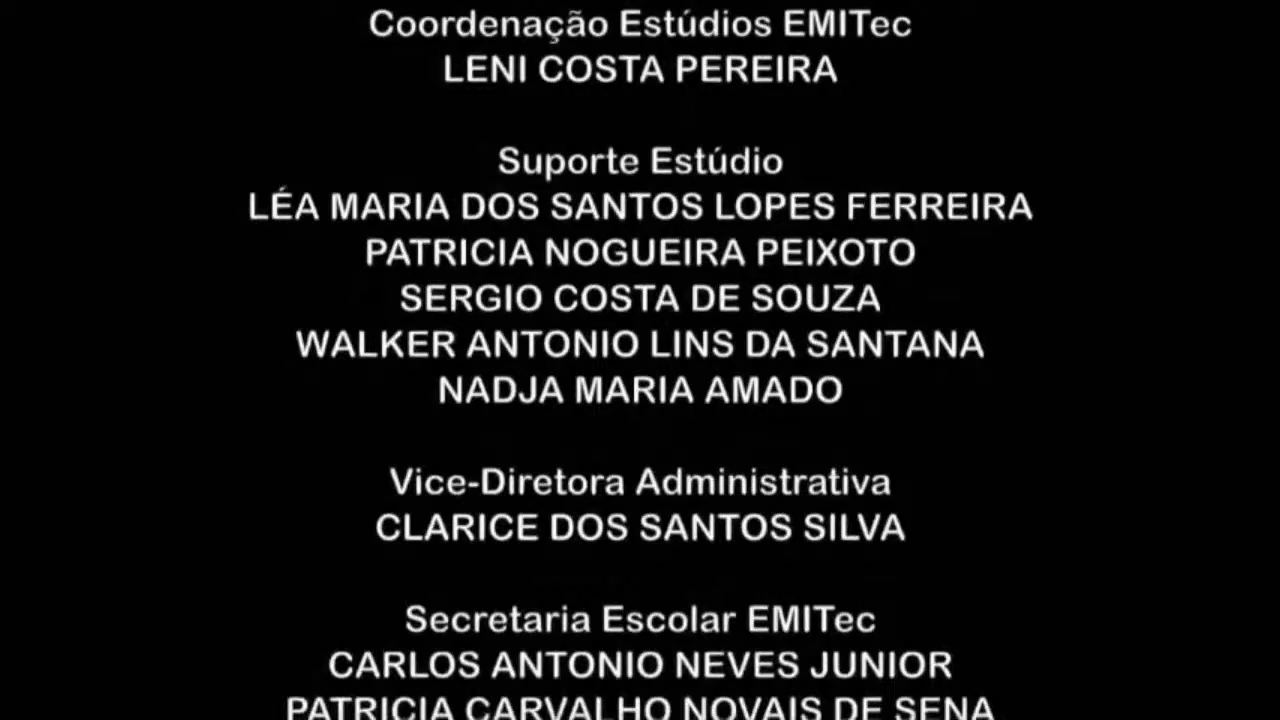 Coordenação Estúdios EMITec
LENI COSTA PEREIRA
Suporte Estúdio
LÉA MARIA DOS SANTOS LOPES FERREIRA
PATRICIA NOGUEIRA PEIXOTO
SERGIO COSTA DE SOUZA
WALKER ANTONIO LINS DA SANTANA
NADJA MARIA AMADO
Vice-Diretora Administrativa
CLARICE DOS SANTOS SILVA
Secretaria Escolar EMITec
CARLOS ANTONIO NEVES JUNIOR
PATRICIA CARVALHO NOVAIS DE SENA